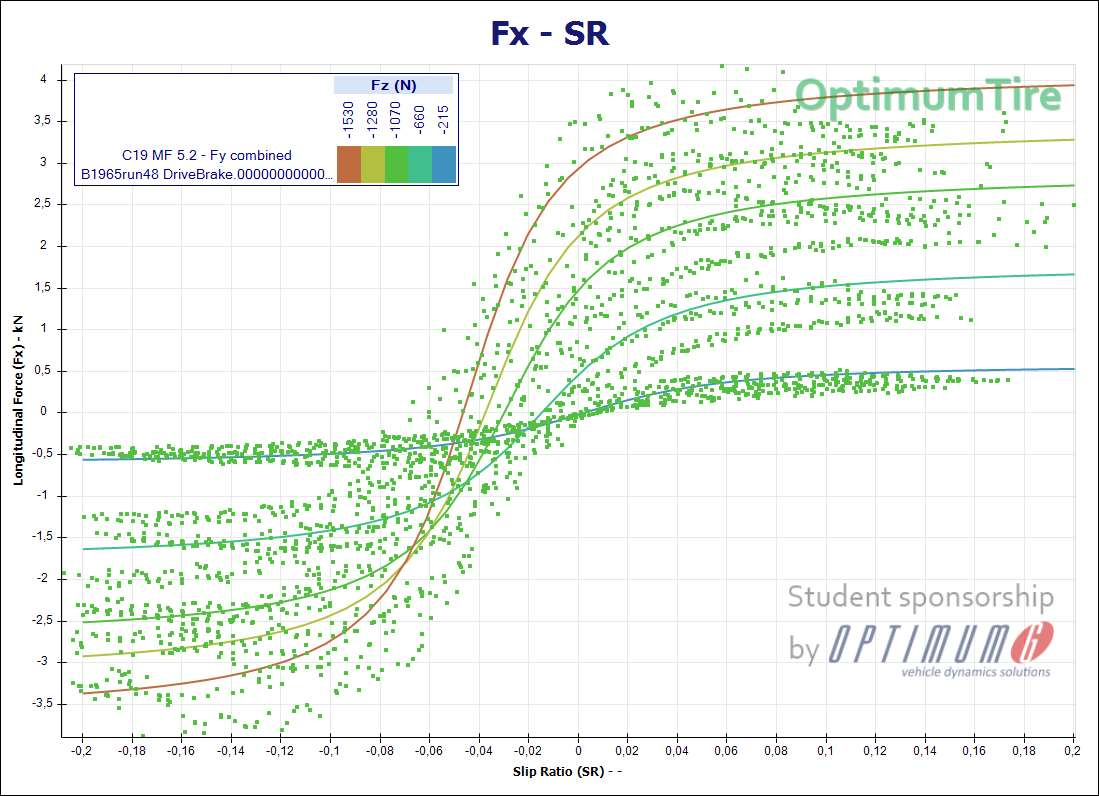 Fx - SR
OptimumTire
Fz (N)
-1530
-1280
-1070
-660
-215
C19 MF 5.2 - Fy combined
B1965run48 DriveBrake.00000000000...
Longitudinal Force (Fx) - kN
4
3,5
3
2,5
2
1,5
1
0,5
0
-0,5
-1
-1,5
-2
-2,5
-3
-3,5
Student sponsorship
by OPTIMUMG
vehicle dynamics solutions
-0,2 -0,18 -0,16 -0,14 -0,12 -0,1 -0,08 -0,06 -0,04 -0,02 0 0,02 0,04 0,06 0,08 0,1 0,12 0,14 0,16 0,18 0,2
Slip Ratio (SR) - -